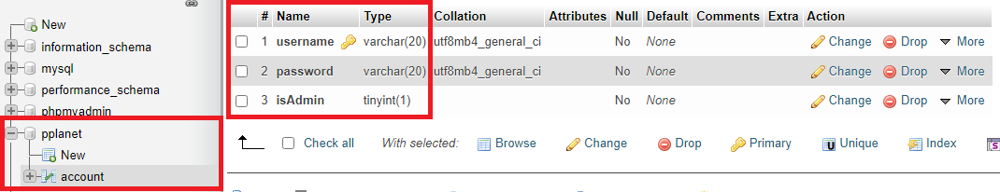 New
information_schema
mysql
performance_schema
phpmyadmin
pplanet
New
account
# Name Type Collation Attributes Null Default Comments Extra Action
1 username varchar(20) utf8mb4_general_ci No None Change Drop More
2 password varchar(20) utf8mb4_general_ci No None Change Drop More
3 isAdmin tinyint(1) No None Change Drop More
Check all With selected: Browse Change Drop Primary Unique Index